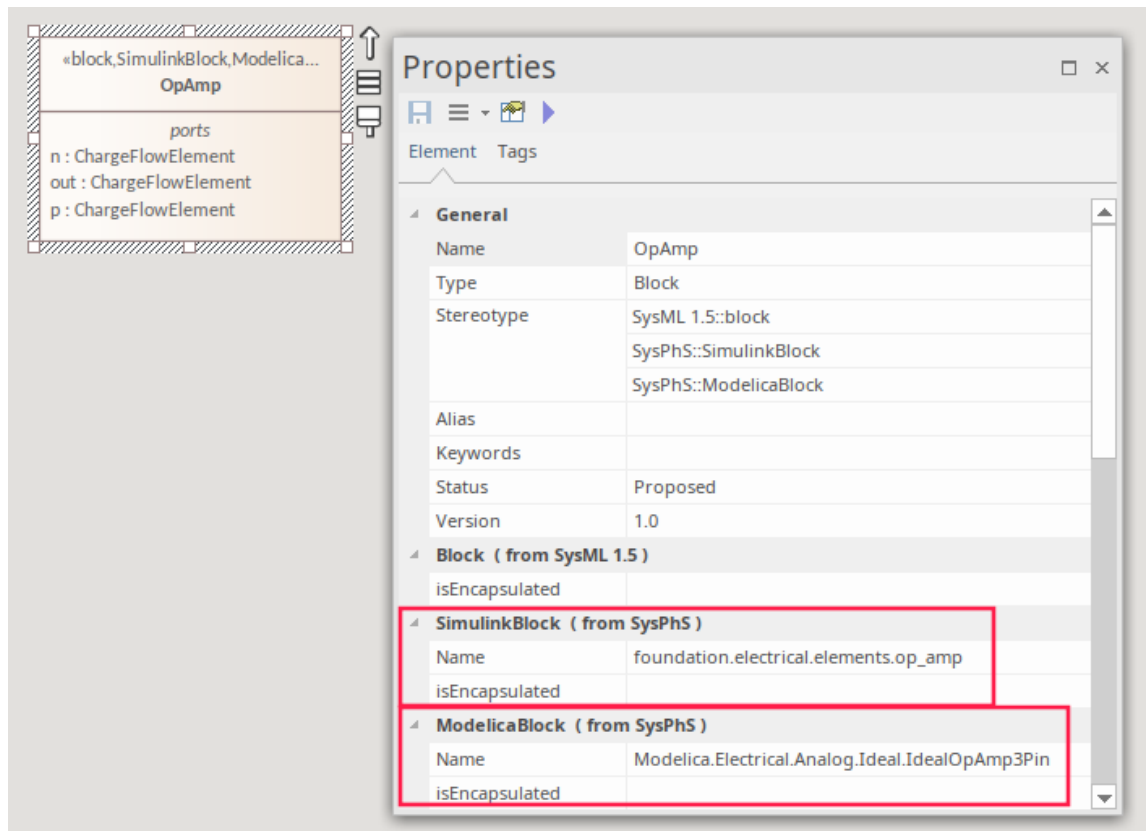 «block,SimulinkBlock,Modelica...
OpAmp
ports
n : ChargeFlowElement
out : ChargeFlowElement
p : ChargeFlowElement
Properties
Element Tags
General
Name OpAmp
Type Block
Stereotype SysML 1.5::block
SysPhS::SimulinkBlock
SysPhS::ModelicaBlock
Alias
Keywords
Status Proposed
Version 1.0
Block ( from SysML 1.5 )
isEncapsulated
SimulinkBlock ( from SysPhS )
Name foundation.electrical.elements.op_amp
isEncapsulated
ModelicaBlock ( from SysPhS )
Name Modelica.Electrical.Analog.Ideal.IdealOpAmp3Pin
isEncapsulated